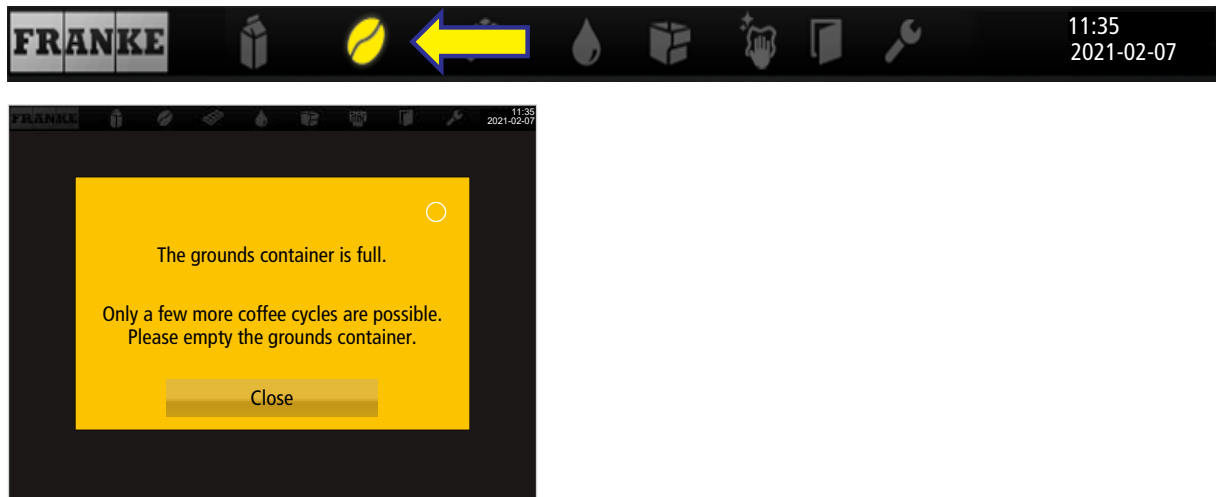 FRANKE
11:35
2021-02-07
FRANKE
11:35
2021-02-07
The grounds container is full.
Only a few more coffee cycles are possible.
Please empty the grounds container.
Close